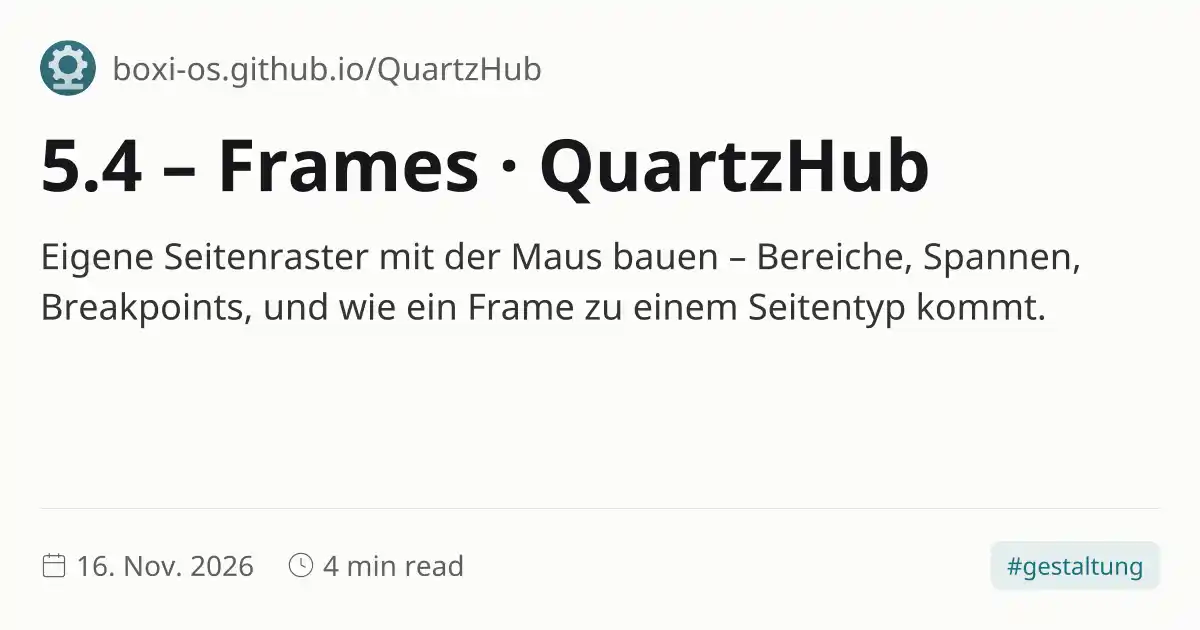 boxi-os.github.io/QuartzHub
5.4 – Frames · QuartzHub
Eigene Seitenraster mit der Maus bauen – Bereiche, Spannen,
Breakpoints, und wie ein Frame zu einem Seitentyp kommt.
16. Nov. 2026 4 min read #gestaltung